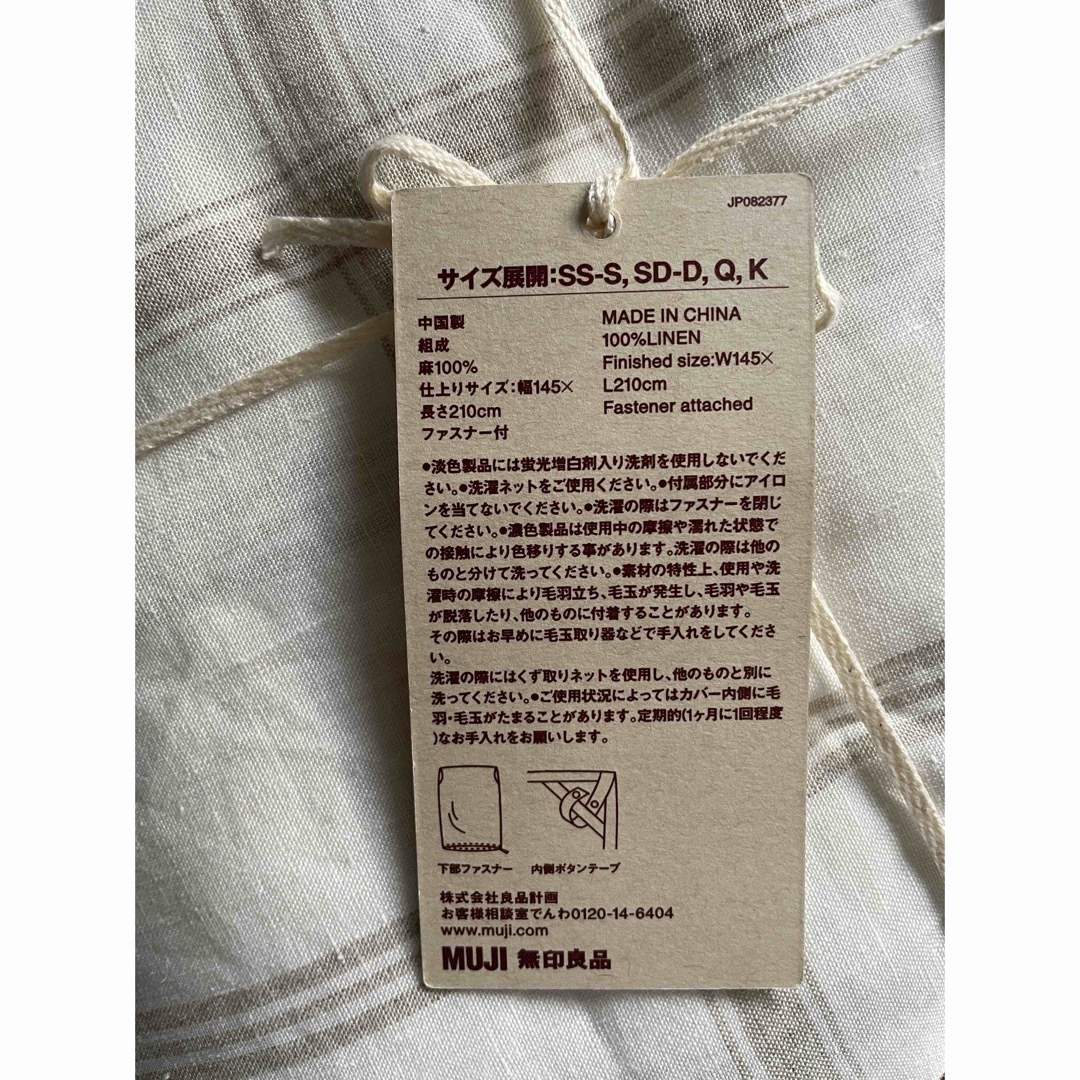 JP082377
サイズ展開:SS-S, SD-D, Q, K
中国製
組成
麻100%
仕上りサイズ:幅145×
長さ210cm
ファスナー付
MADE IN CHINA
100%LINEN
Finished size:W145×
L210cm
Fastener attached
●淡色製品には蛍光増白剤入り洗剤を使用しないでくだ
さい。●洗濯ネットをご使用ください。●付属部分にアイロ
ンを当てないでください。●洗濯の際はファスナーを閉じ
てください。●濃色製品は使用中の摩擦や濡れた状態で
の接触により色移りする事があります。洗濯の際は他の
ものと分けて洗ってください。●素材の特性上、使用や洗
濯時の摩擦により毛羽立ち、毛玉が発生し、毛羽や毛玉
が脱落したり、他のものに付着することがあります。
その際はお早めに毛玉取り器などで手入れをしてくださ
い。
洗濯の際にはくず取りネットを使用し、他のものと別に
洗ってください。●ご使用状況によってはカバー内側に毛
羽・毛玉がたまることがあります。定期的(1ヶ月に1回程度
)なお手入れをお願いします。
下部ファスナー 内側ボタンテープ
株式会社良品計画
お客様相談室でんわ0120-14-6404
www.muji.com
MUJI 無印良品